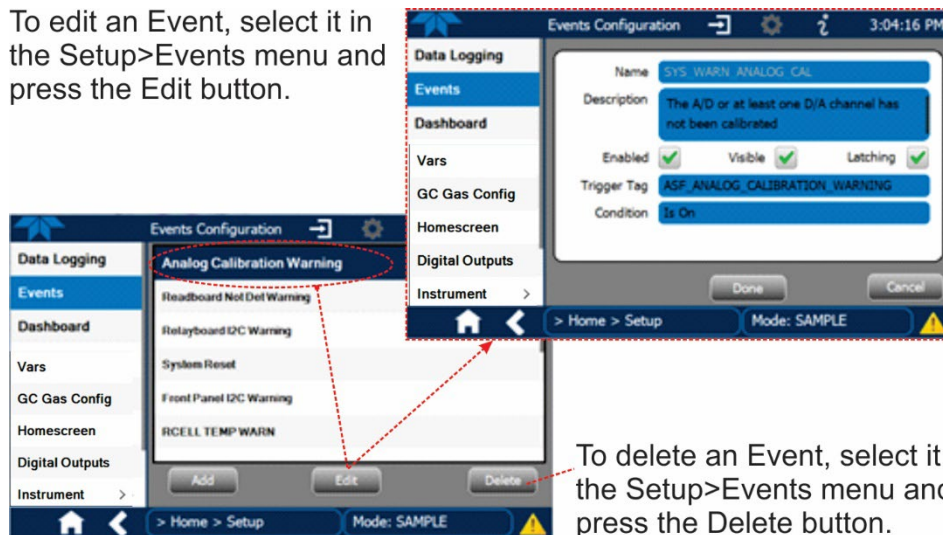 To edit an Event, select it in
the Setup>Events menu and
press the Edit button.
Events Configuration
3:04:16 PM
Data Logging
Events
Dashboard
Vars
GC Gas Config
Homescreen
Digital Outputs
Instrument >
Name SYS_WARN_ANALOG_CAL
Description The A/D or at least one D/A channel has
not been calibrated
Enabled Visible Latching
Trigger Tag ASF_ANALOG_CALIBRATION_WARNING
Condition Is On
Done Cancel
> Home > Setup Mode: SAMPLE
Events Configuration
Data Logging
Events
Dashboard
Vars
GC Gas Config
Homescreen
Digital Outputs
Instrument >
Analog Calibration Warning
Readboard Not Det Warning
Relayboard I2C Warning
System Reset
Front Panel I2C Warning
RCELL TEMP WARN
Add Edit Delete
> Home > Setup Mode: SAMPLE
To delete an Event, select it
the Setup>Events menu and
press the Delete button.